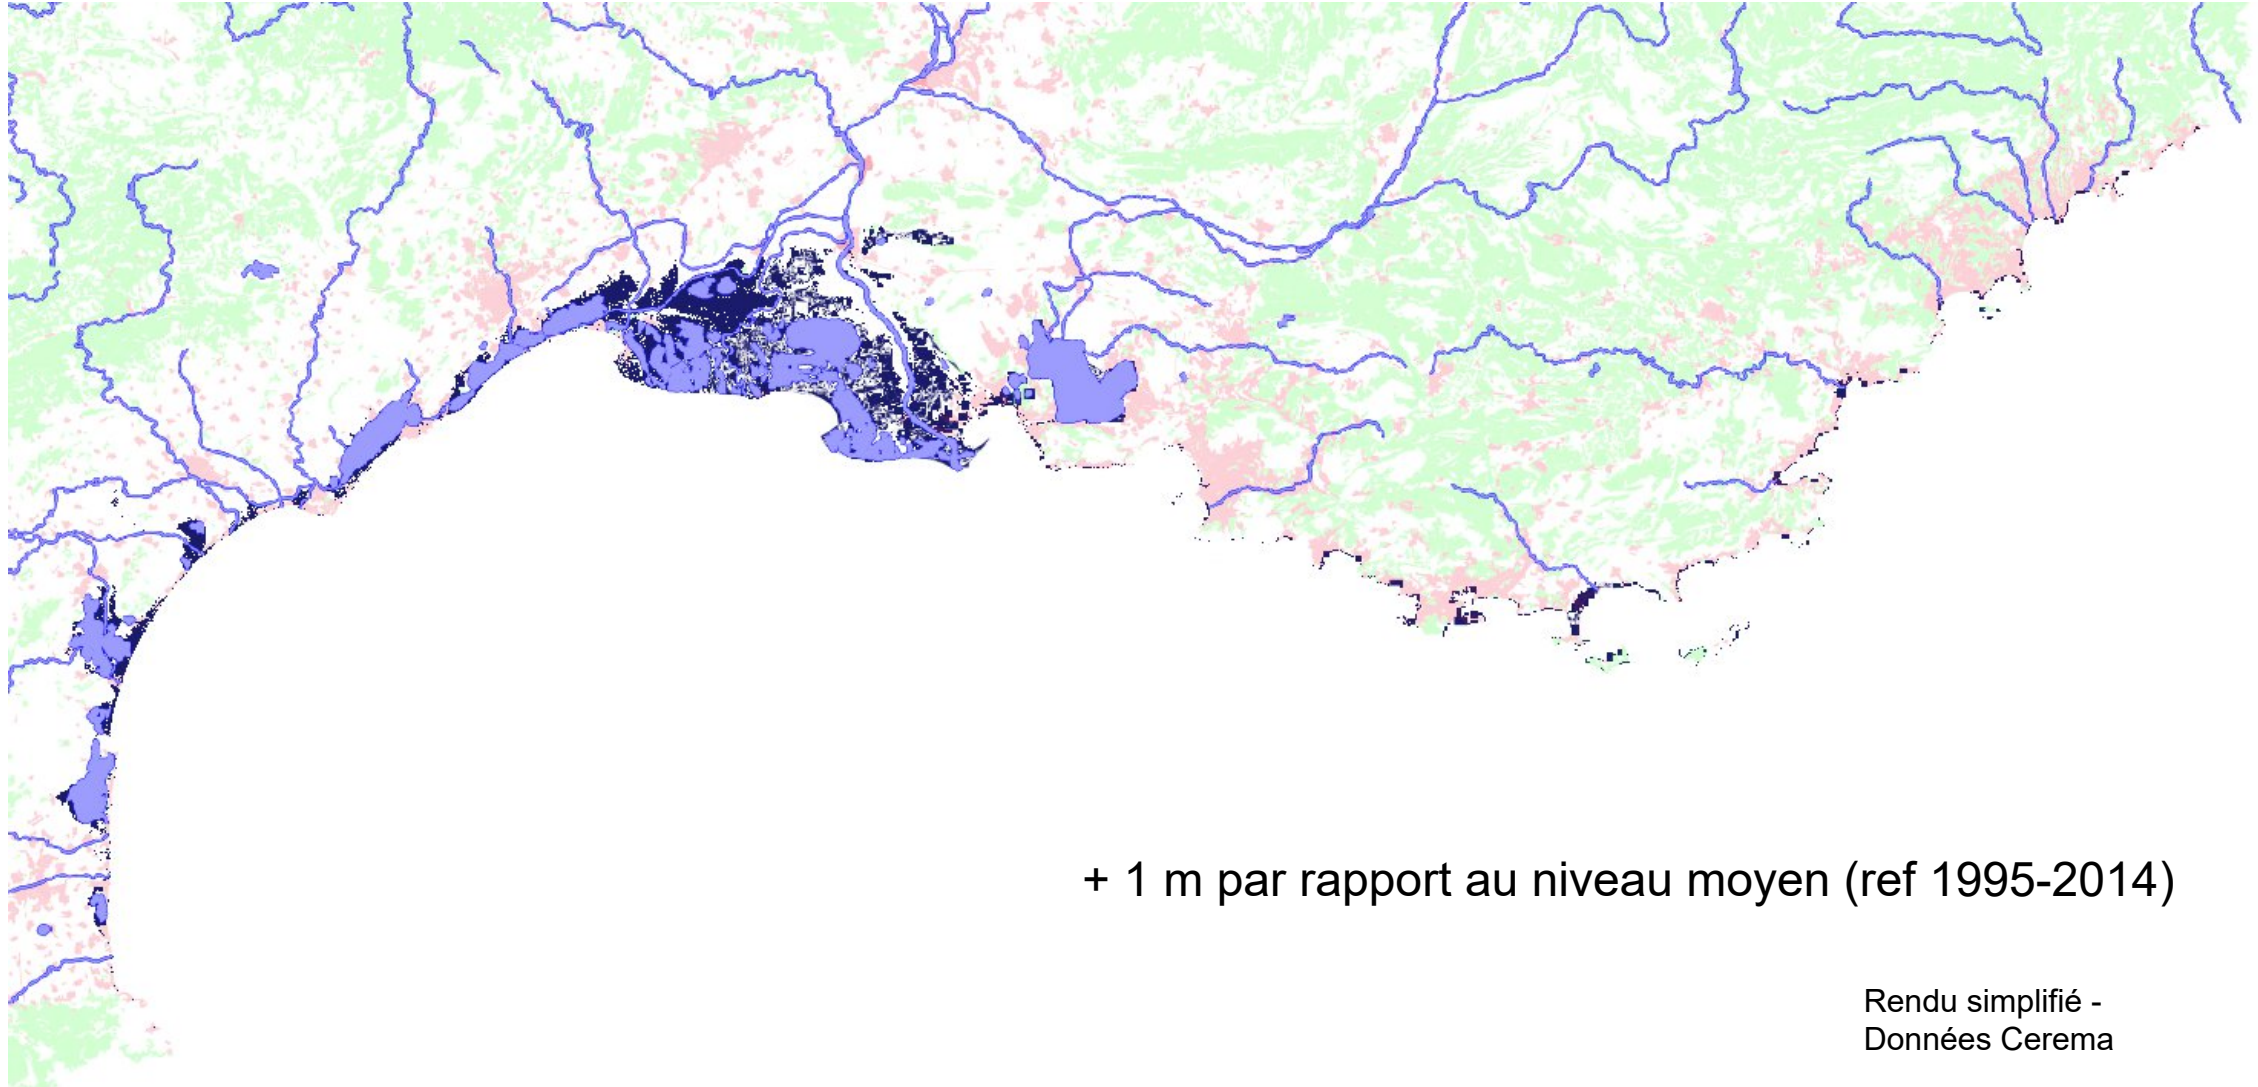 + 1 m par rapport au niveau moyen (ref 1995-2014)
Rendu simplifié -
Données Cerema